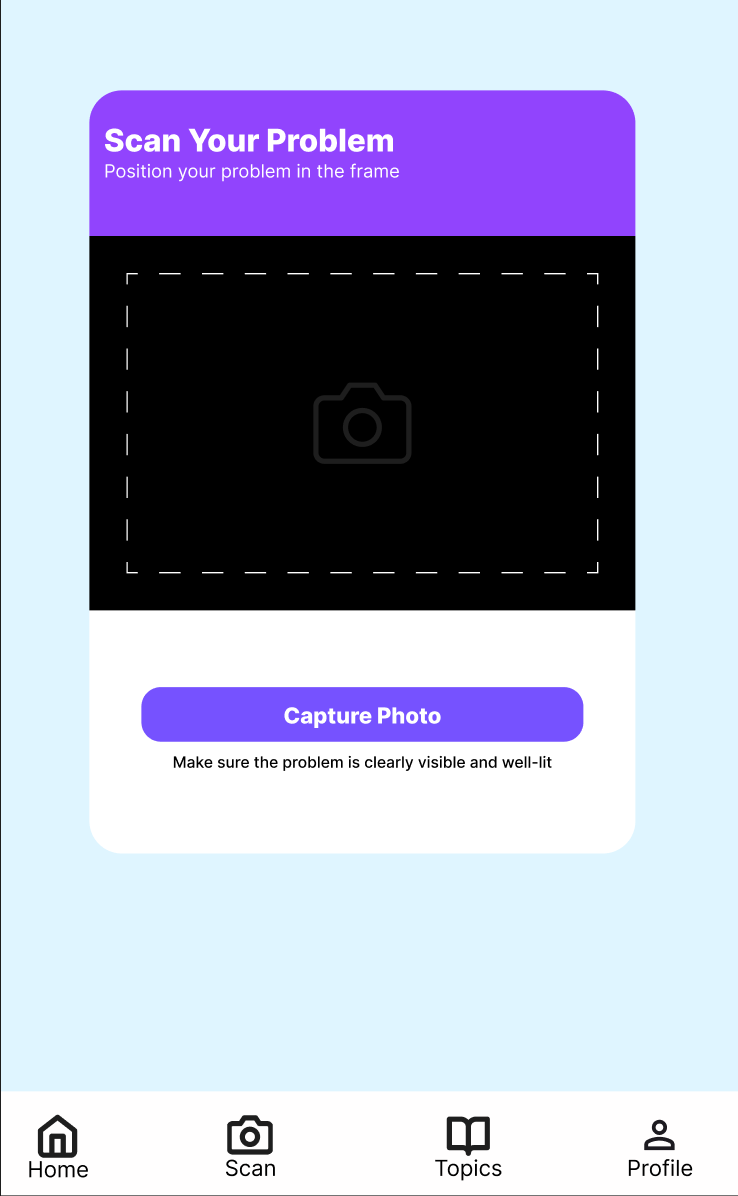 Scan Your Problem
Position your problem in the frame
Capture Photo
Make sure the problem is clearly visible and well-lit
Home
Scan
Topics
Profile